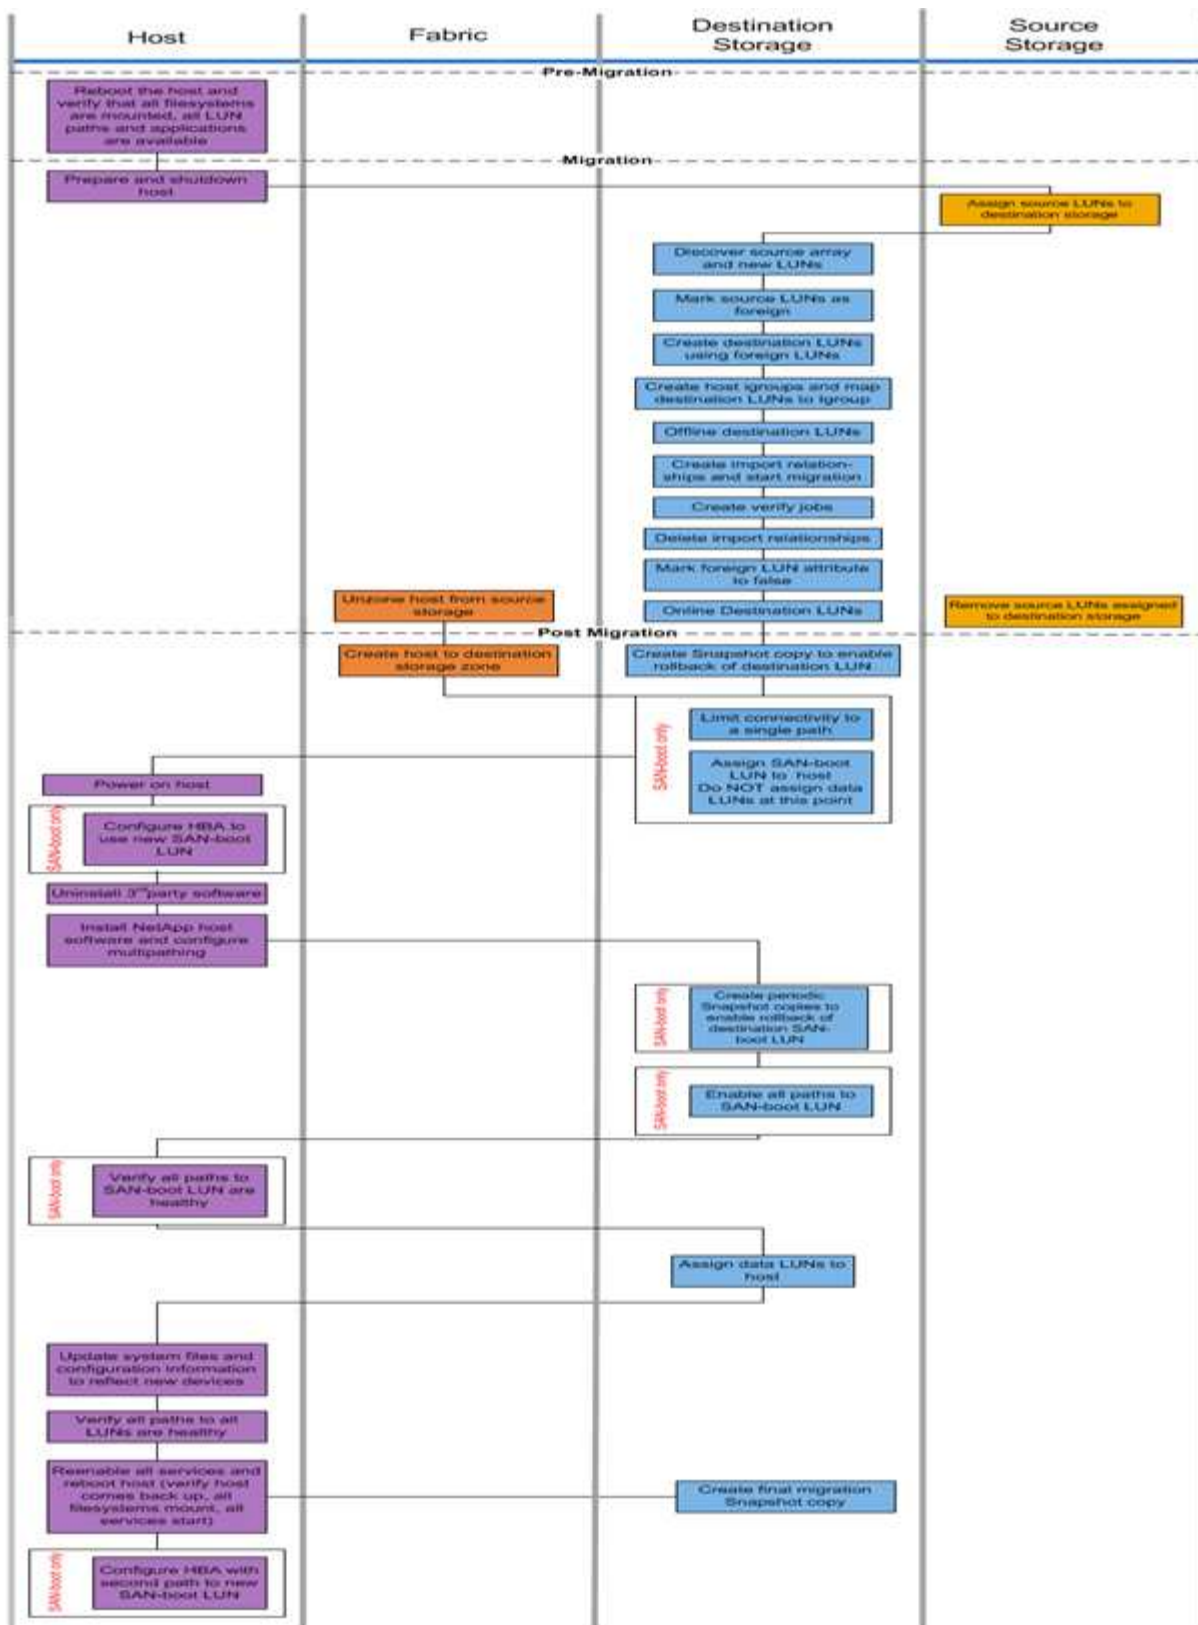 Host
Fabric
Destination
Storage
Source
Storage
Pre-Migration
Reboot the host and
verify that all filesystems
are mounted, all LUN
paths and applications
are available
Migration
Prepare and shutdown
host
Assign source LUNs to
destination storage
Discover source array
and new LUNs
Mark source LUNs as
foreign
Create destination LUNs
using foreign LUNs
Create host igroups and map
destination LUNs to igroup
Offline destination LUNs
Create import relation-
ships and start migration
Create verify jobs
Delete import relationships
Mark foreign LUN attribute
to false
Unzone host from source
storage
Online Destination LUNs
Remove source LUNs assigned
to destination storage
Post Migration
Create host to destination
storage zone
Create Snapshot copy to enable
rollback of destination LUN
SAN-boot only
Limit connectivity to
a single path
Assign SAN-boot
LUN to host
Do NOT assign data
LUNs at this point
Power on host
SAN-boot only
Configure HBA to
use new SAN-boot
LUN
Uninstall 3rd party software
Install NetApp host
software and configure
multipathing
SAN-boot only
Create periodic
Snapshot copies to
enable rollback of
destination SAN-
boot LUN
SAN-boot only
Enable all paths to
SAN-boot LUN
SAN-boot only
Verify all paths to
SAN-boot LUN are
healthy
Assign data LUNs to
host
Update system files and
configuration information
to reflect new devices
Verify all paths to all
LUNs are healthy
Reenable all services and
reboot host (verify host
comes back up, all
filesystems mount, all
services start)
Create final migration
Snapshot copy
SAN-boot only
Configure HBA with
second path to new
SAN-boot LUN